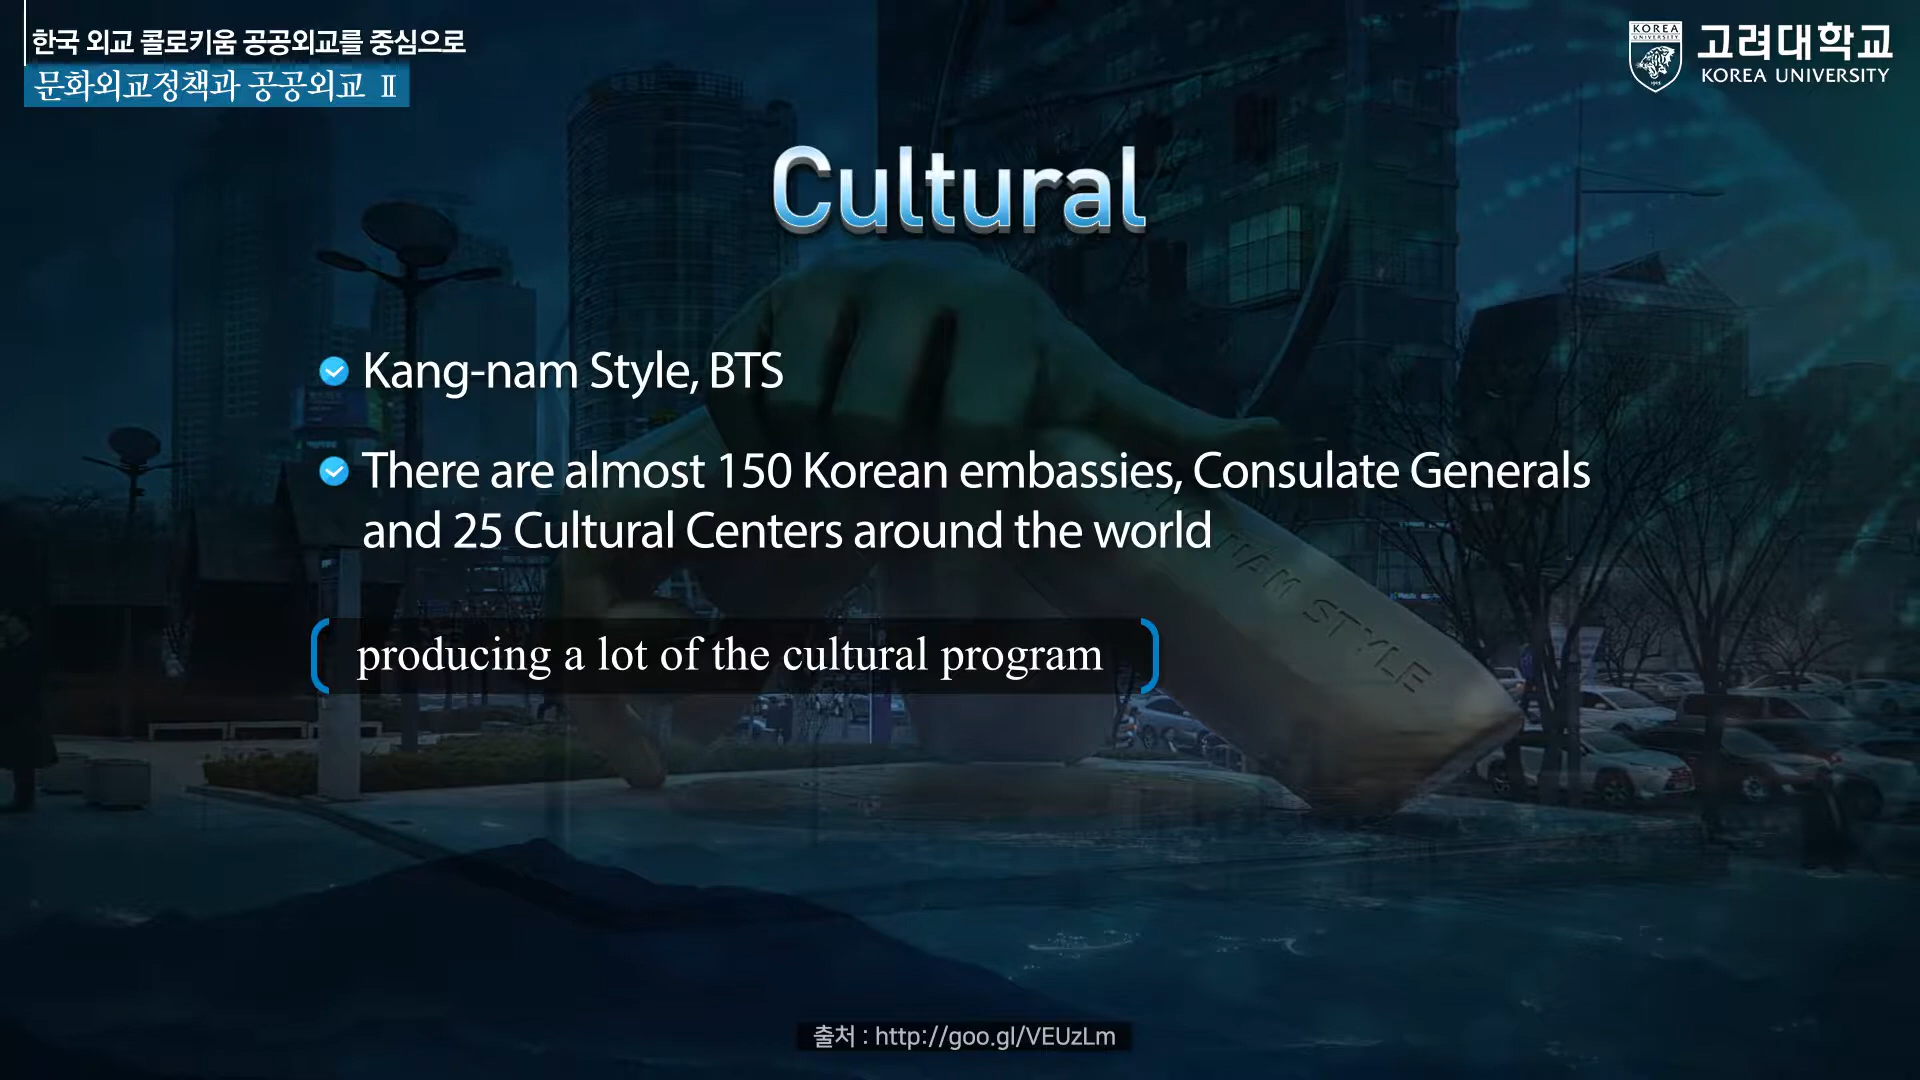 한국 외교 콜로키움 공공외교를 중심으로
문화외교정책과 공공외교 Ⅱ
KOREA
UNIVERSITY
고려대학교
KOREA UNIVERSITY
Cultural
Kang-nam Style, BTS
There are almost 150 Korean embassies, Consulate Generals
and 25 Cultural Centers around the world
STYLE
producing a lot of the cultural program
출처 : http://goo.gl/VEUzLm